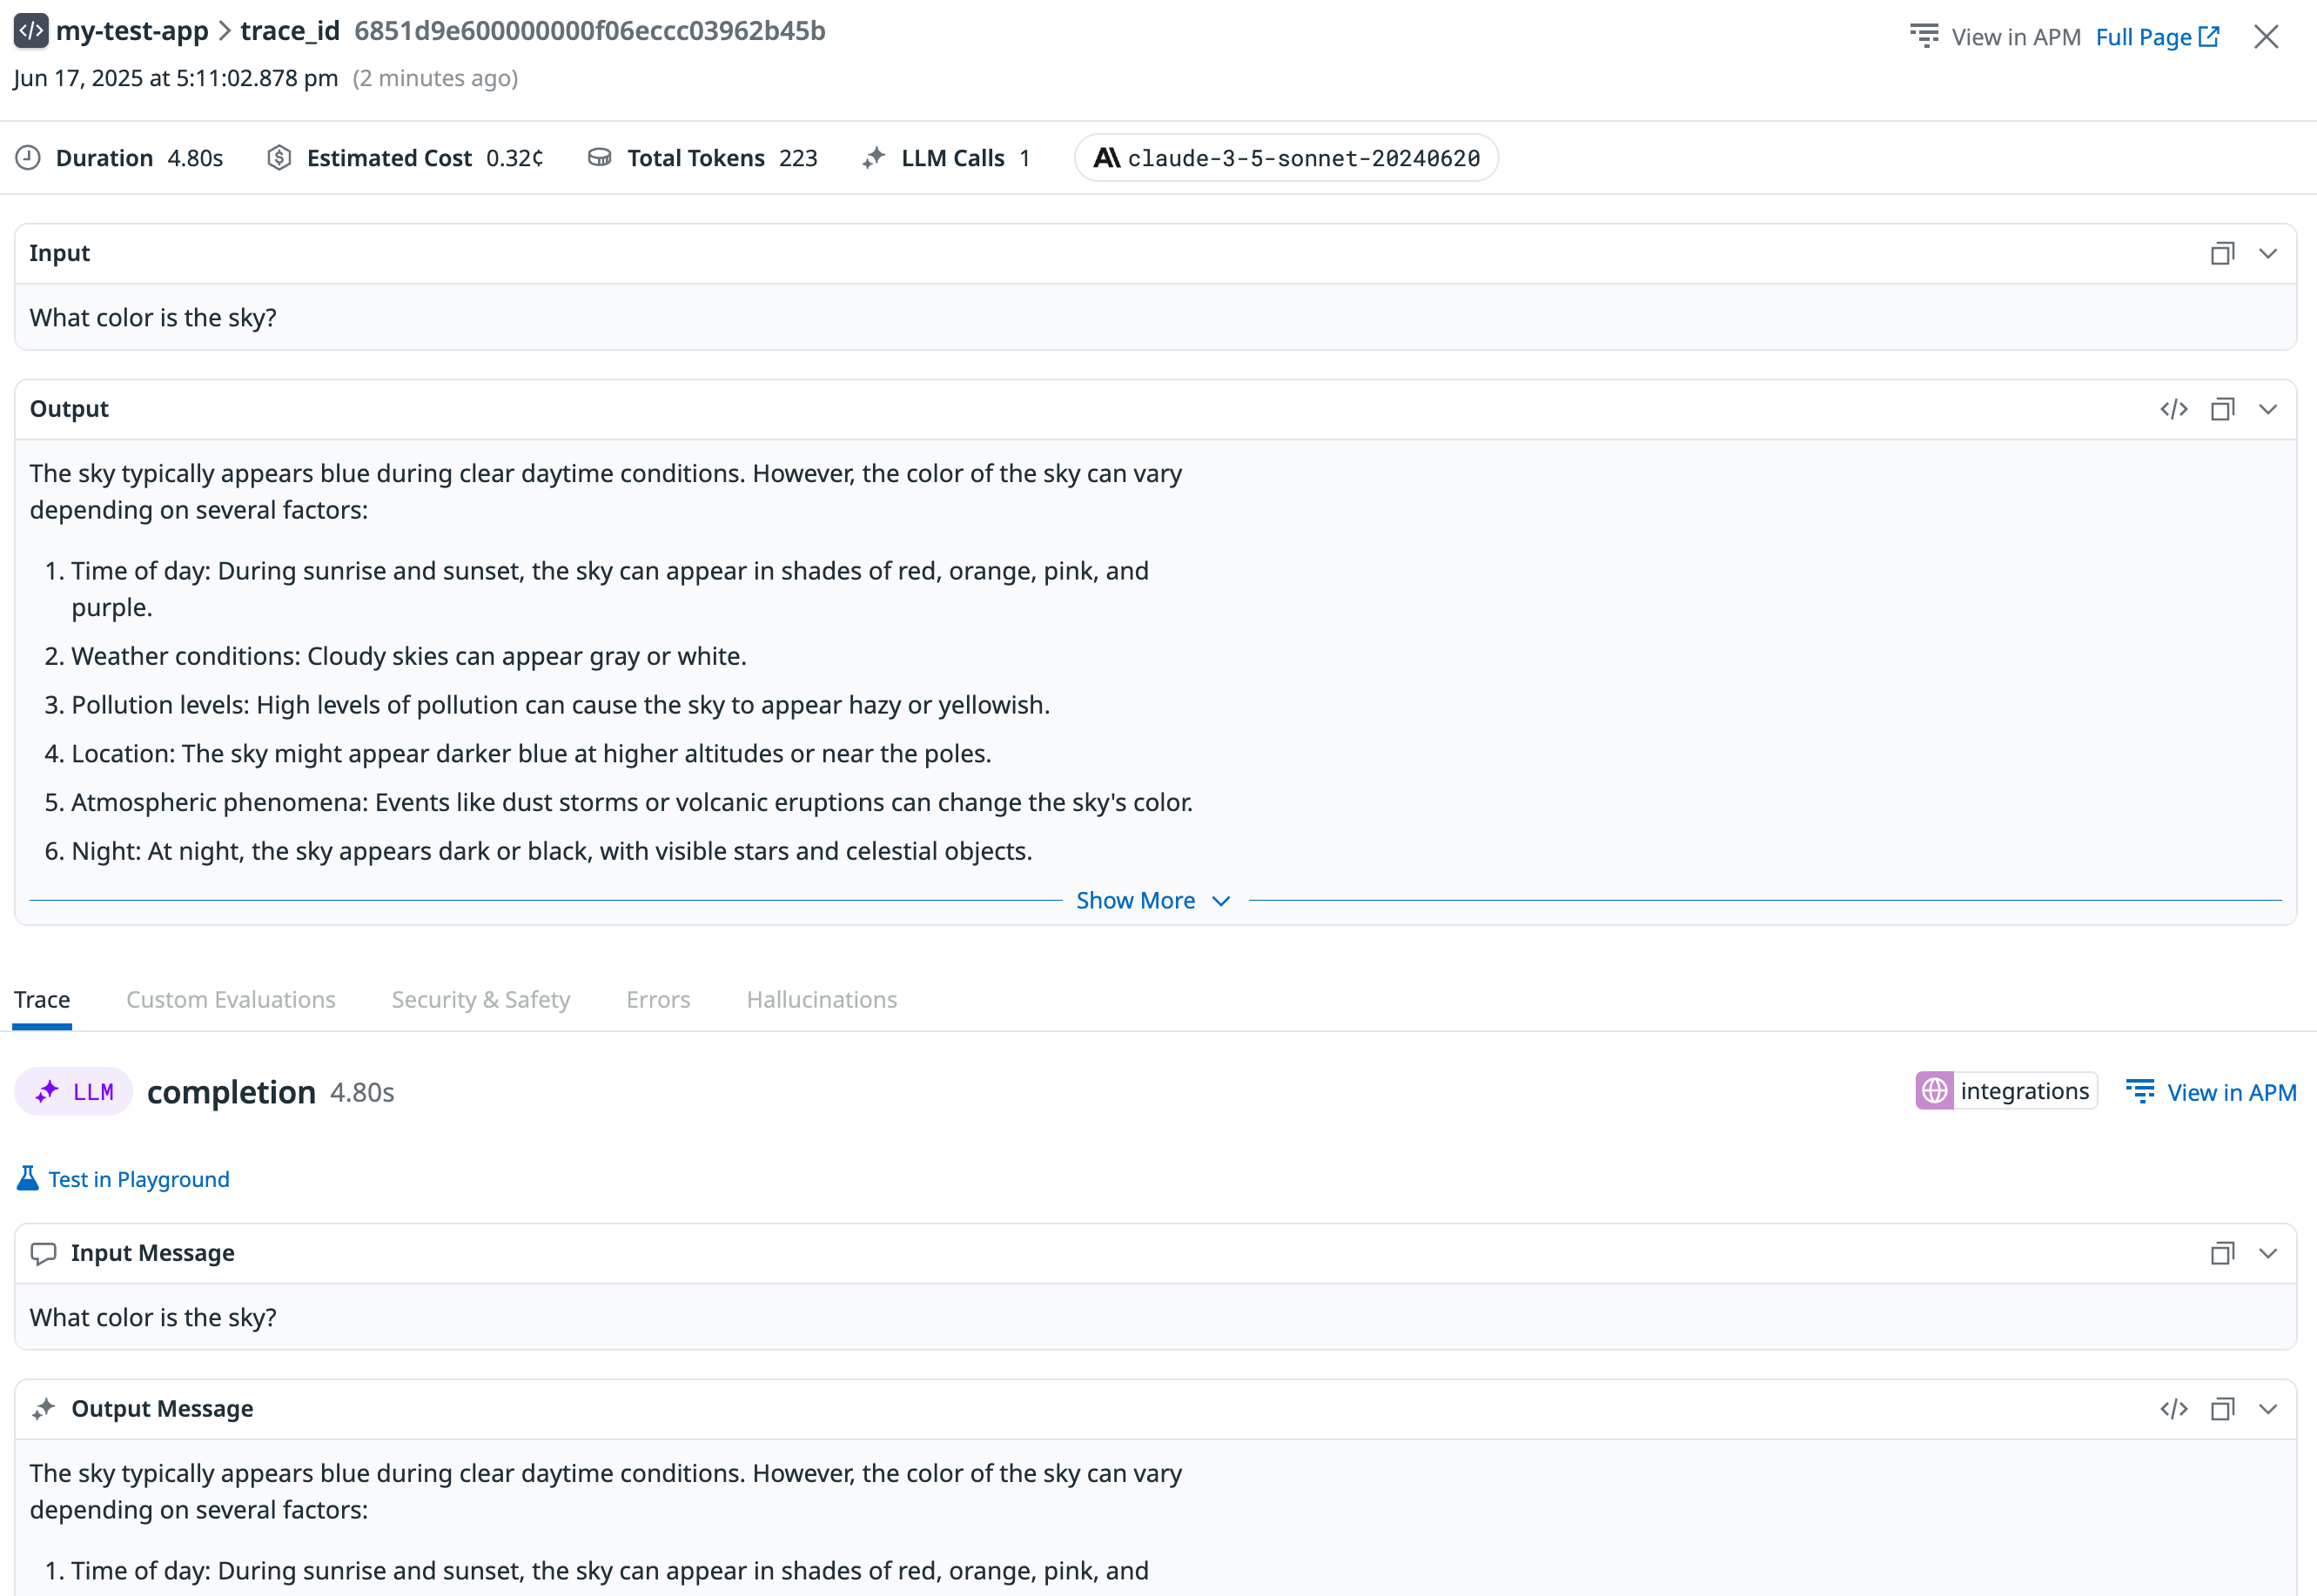 my-test-app > trace_id 6851d9e600000000f06eccc03962b45b
View in APM Full Page
Jun 17, 2025 at 5:11:02.878 pm (2 minutes ago)
Duration 4.80s Estimated Cost 0.32¢ Total Tokens 223 LLM Calls 1 claude-3-5-sonnet-20240620
Input
What color is the sky?
Output
The sky typically appears blue during clear daytime conditions. However, the color of the sky can vary
depending on several factors:
1. Time of day: During sunrise and sunset, the sky can appear in shades of red, orange, pink, and
purple.
2. Weather conditions: Cloudy skies can appear gray or white.
3. Pollution levels: High levels of pollution can cause the sky to appear hazy or yellowish.
4. Location: The sky might appear darker blue at higher altitudes or near the poles.
5. Atmospheric phenomena: Events like dust storms or volcanic eruptions can change the sky's color.
6. Night: At night, the sky appears dark or black, with visible stars and celestial objects.
Show More
Trace Custom Evaluations Security & Safety Errors Hallucinations
LLM completion 4.80s
integrations View in APM
Test in Playground
Input Message
What color is the sky?
Output Message
The sky typically appears blue during clear daytime conditions. However, the color of the sky can vary
depending on several factors:
1. Time of day: During sunrise and sunset, the sky can appear in shades of red, orange, pink, and